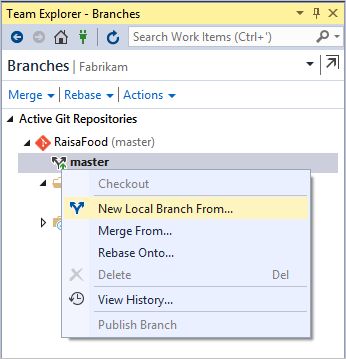 Team Explorer - Branches
Search Work Items (Ctrl+')
Branches | Fabrikam
Merge | Rebase | Actions
Active Git Repositories
RaisaFood (master)
master
Checkout
New Local Branch From...
Merge From...
Rebase Onto...
Delete Del
View History...
Publish Branch